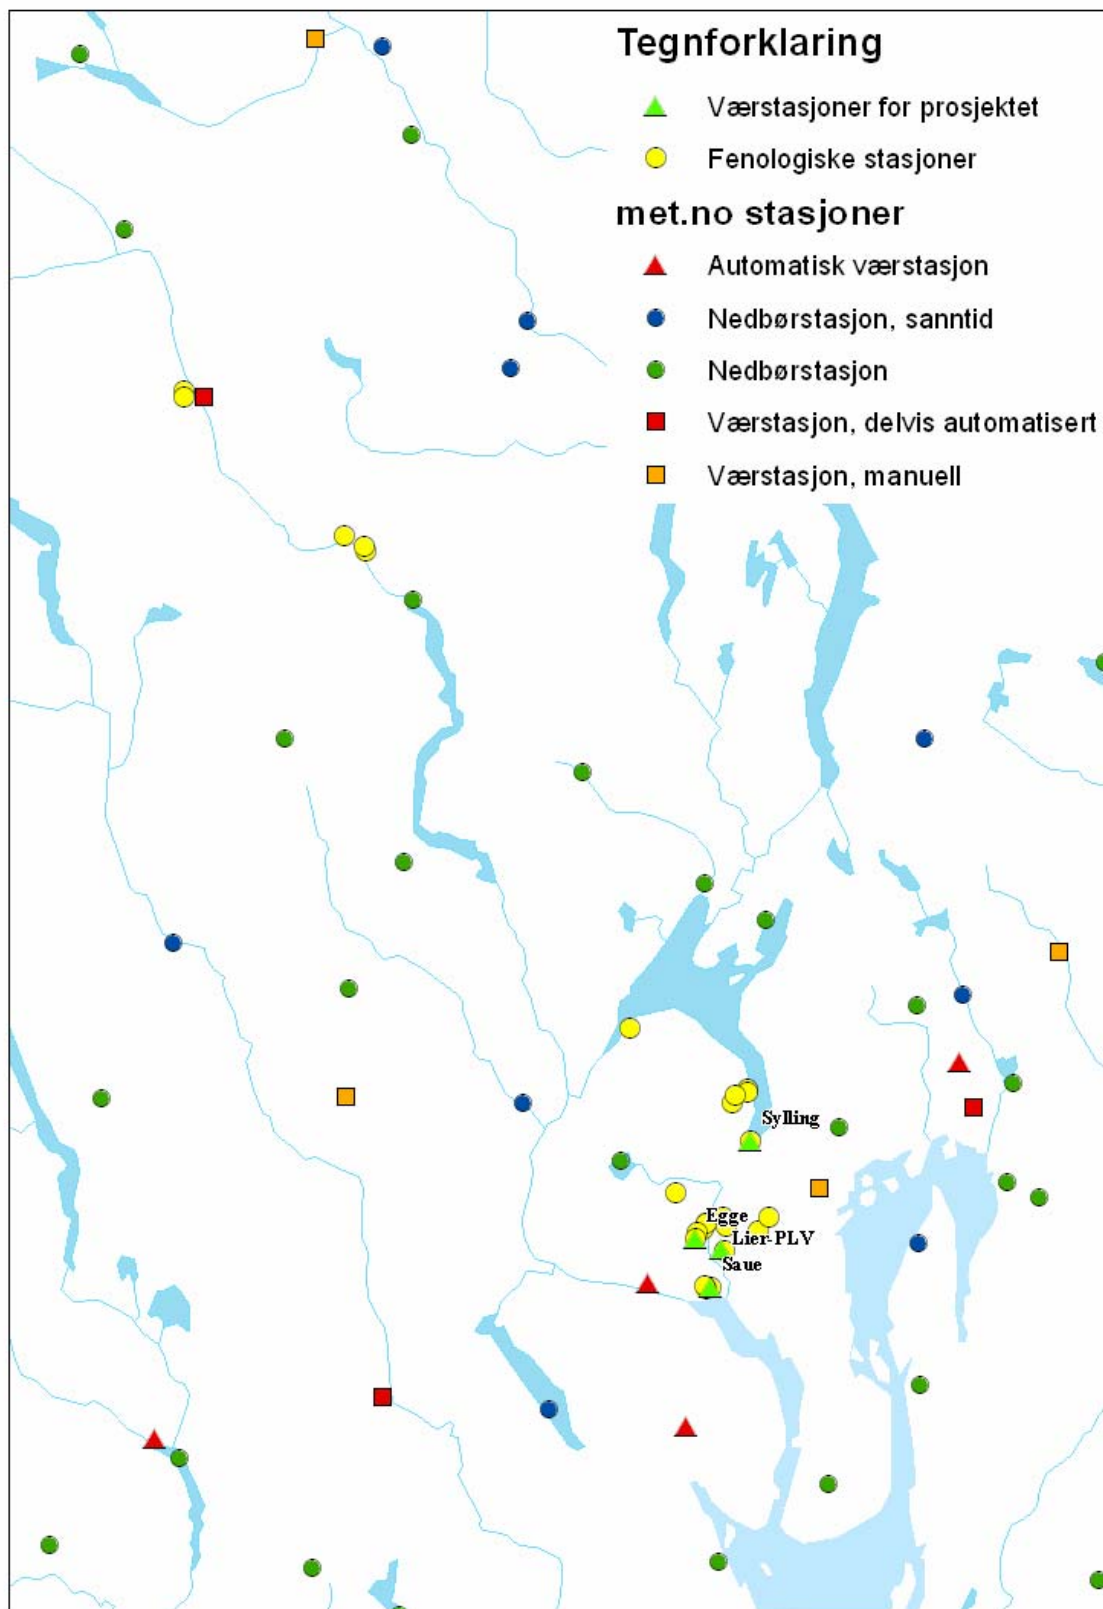 Tegnforklaring
Værstasjoner for prosjektet
Fenologiske stasjoner
met.no stasjoner
Automatisk værstasjon
Nedbørstasjon, sanntid
Nedbørstasjon
Værstasjon, delvis automatisert
Værstasjon, manuell
Sylling
Egge
Lier-PLV
Saue